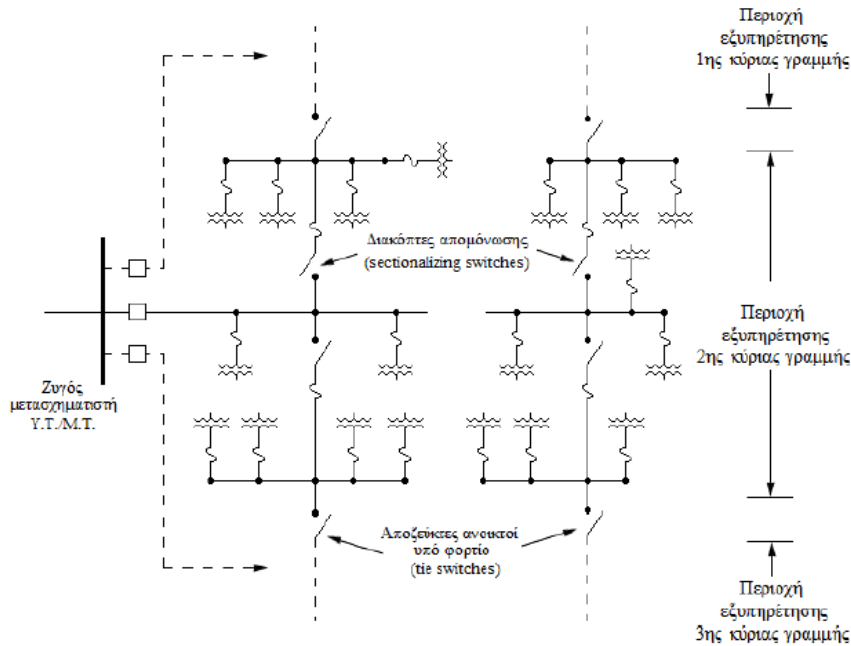 Περιοχή
εξυπηρέτησης
1ης κύριας γραμμής
Διακόπτες απομόνωσης
(sectionalizing switches)
Περιοχή
εξυπηρέτησης
2ης κύριας γραμμής
Ζυγός
μετασχηματιστή
Υ.Τ./Μ.Τ.
Αποζεύκτες ανοικτοί
υπό φορτίο
(tie switches)
Περιοχή
εξυπηρέτησης
3ης κύριας γραμμής